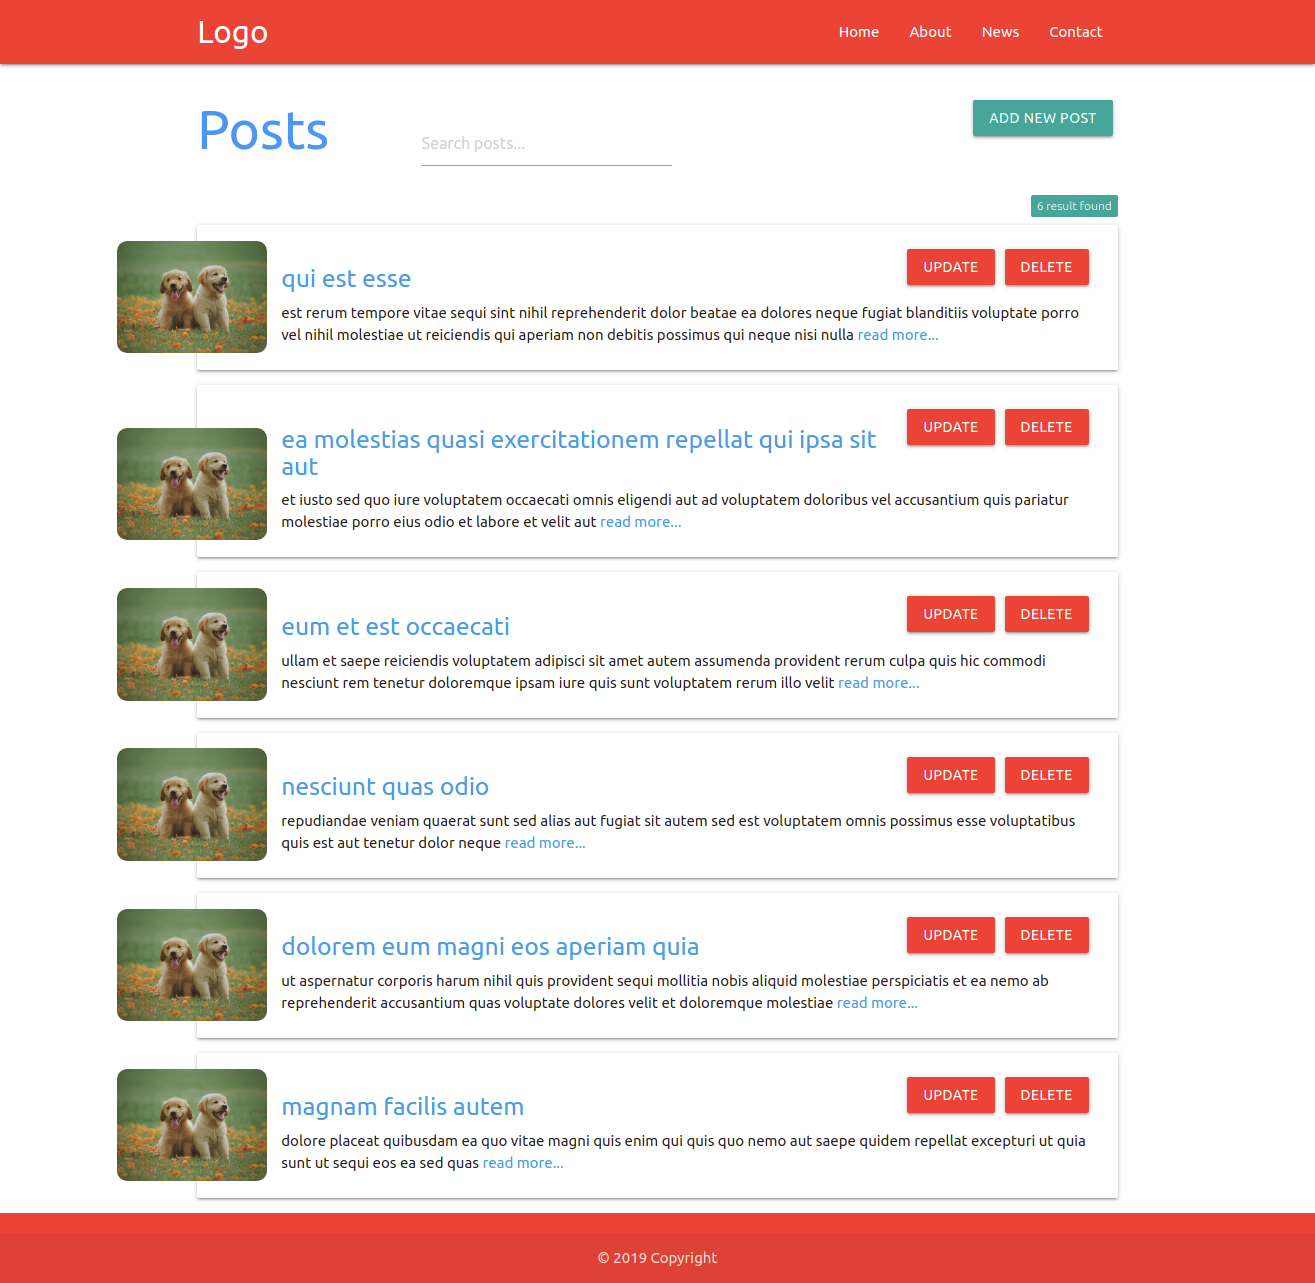 Logo
Home About News Contact
Posts
Search posts...
ADD NEW POST
6 result found
qui est esse
UPDATE DELETE
est rerum tempore vitae sequi sint nihil reprehenderit dolor beatae ea dolores neque fugiat blanditiis voluptate porro
vel nihil molestiae ut reiciendis qui aperiam non debitis possimus qui neque nisi nulla read more...
ea molestias quasi exercitationem repellat qui ipsa sit
aut
UPDATE DELETE
et iusto sed quo iure voluptatem occaecati omnis eligendi aut ad voluptatem doloribus vel accusantium quis pariatur
molestiae porro eius odio et labore et velit aut read more...
eum et est occaecati
UPDATE DELETE
ullam et saepe reiciendis voluptatem adipisci sit amet autem assumenda provident rerum culpa quis hic commodi
nesciunt rem tenetur doloremque ipsam iure quis sunt voluptatem rerum illo velit read more...
nesciunt quas odio
UPDATE DELETE
repudiandae veniam quaerat sunt sed alias aut fugiat sit autem sed est voluptatem omnis possimus esse voluptatibus
quis est aut tenetur dolor neque read more...
dolorem eum magni eos aperiam quia
UPDATE DELETE
ut aspernatur corporis harum nihil quis provident sequi mollitia nobis aliquid molestiae perspiciatis et ea nemo ab
reprehenderit accusantium quas voluptate dolores velit et doloremque molestiae read more...
magnam facilis autem
UPDATE DELETE
dolore placeat quibusdam ea quo vitae magni quis enim qui quis quo nemo aut saepe quidem repellat excepturi ut quia
sunt ut sequi eos ea sed quas read more...
© 2019 Copyright